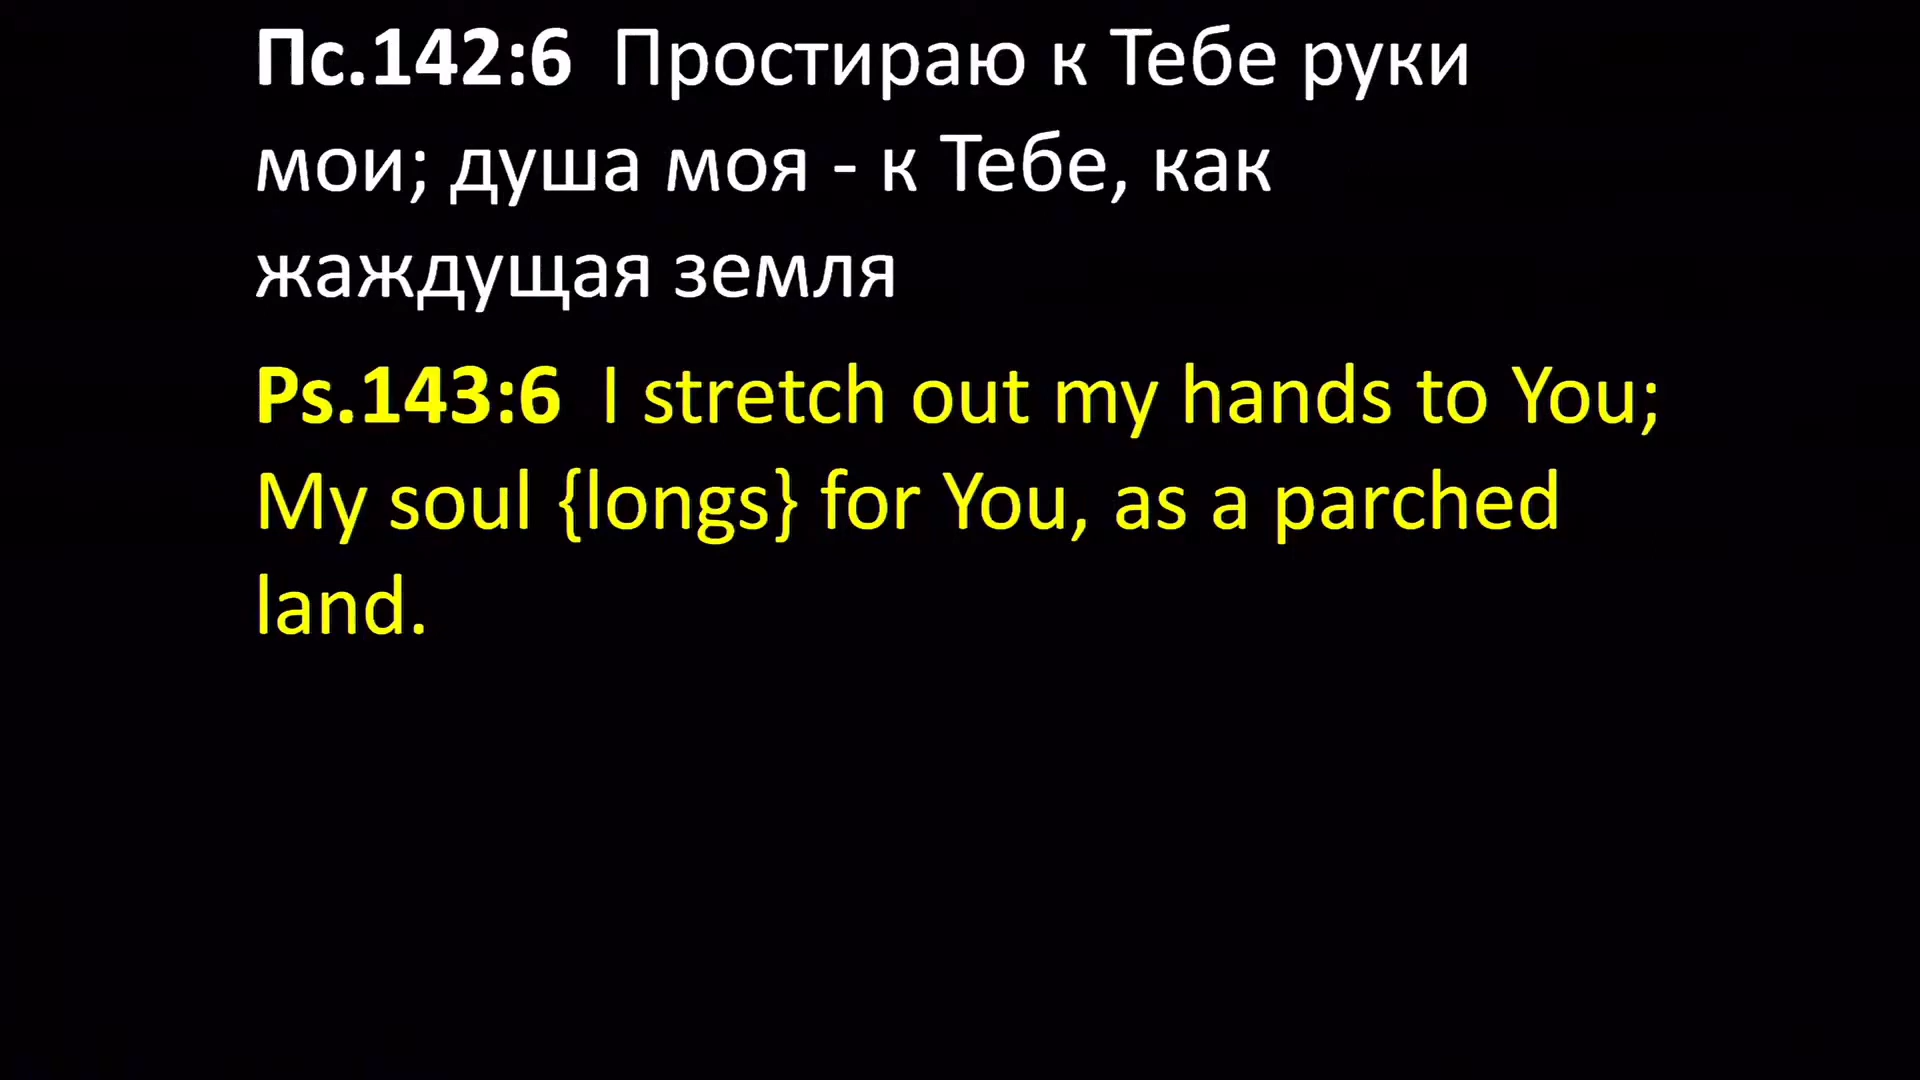 Пс.142:6 Простираю к Тебе руки
мои; душа моя - к Тебе, как
жаждущая земля
Ps.143:6 I stretch out my hands to You;
My soul {longs} for You, as a parched
land.